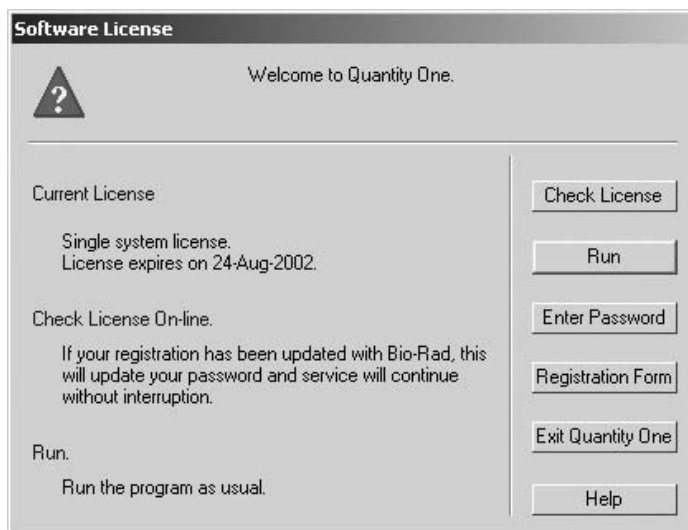 Software License
?
Welcome to Quantity One.
Current License
Single system license.
License expires on 24-Aug-2002.
Check License On-line.
If your registration has been updated with Bio-Rad, this
will update your password and service will continue
without interruption.
Run.
Run the program as usual.
Check License
Run
Enter Password
Registration Form
Exit Quantity One
Help